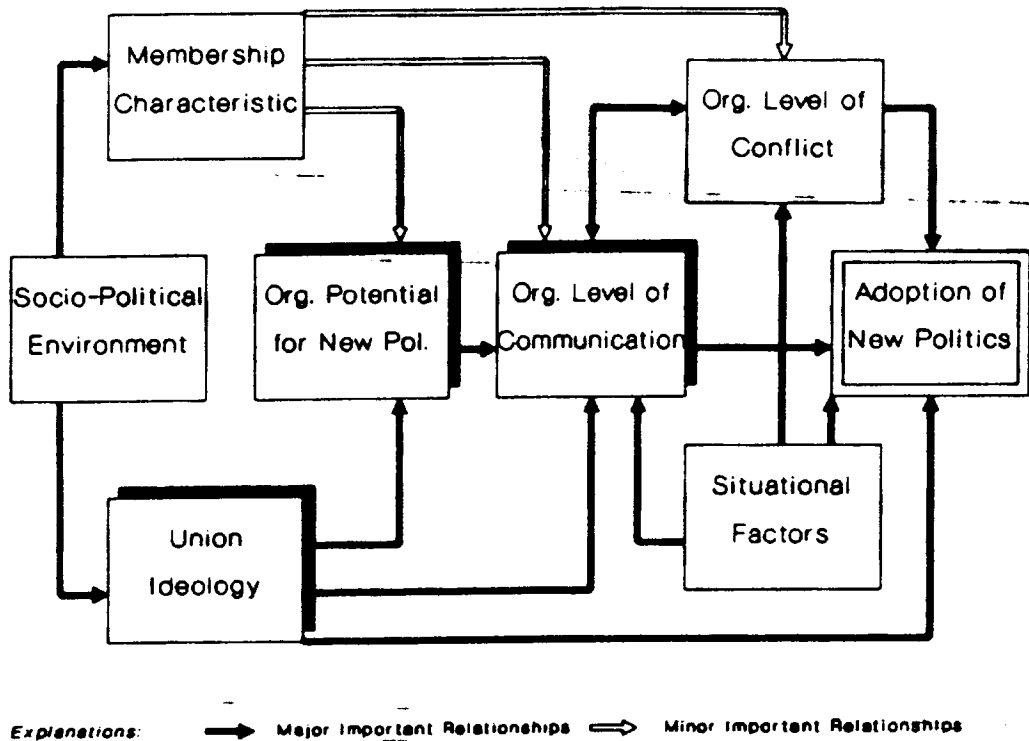 Membership
Characteristic
Org. Level of
Conflict
Socio-Political
Environment
Org. Potential
for New Pol.
Org. Level of
Communication
Adoption of
New Politics
Union
Ideology
Situational
Factors
Explanations: Major Important Relationships Minor Important Relationships